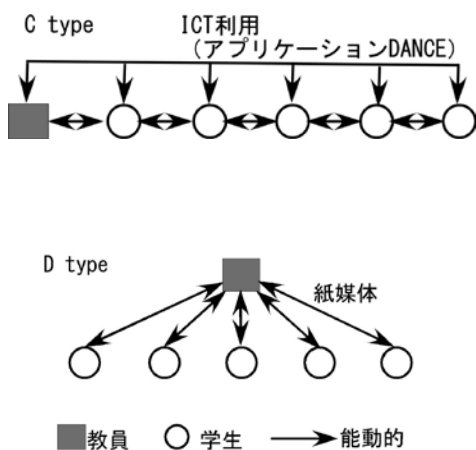 C type
ICT利用
（アプリケーションDANCE）
D type
紙媒体
教員
学生
能動的